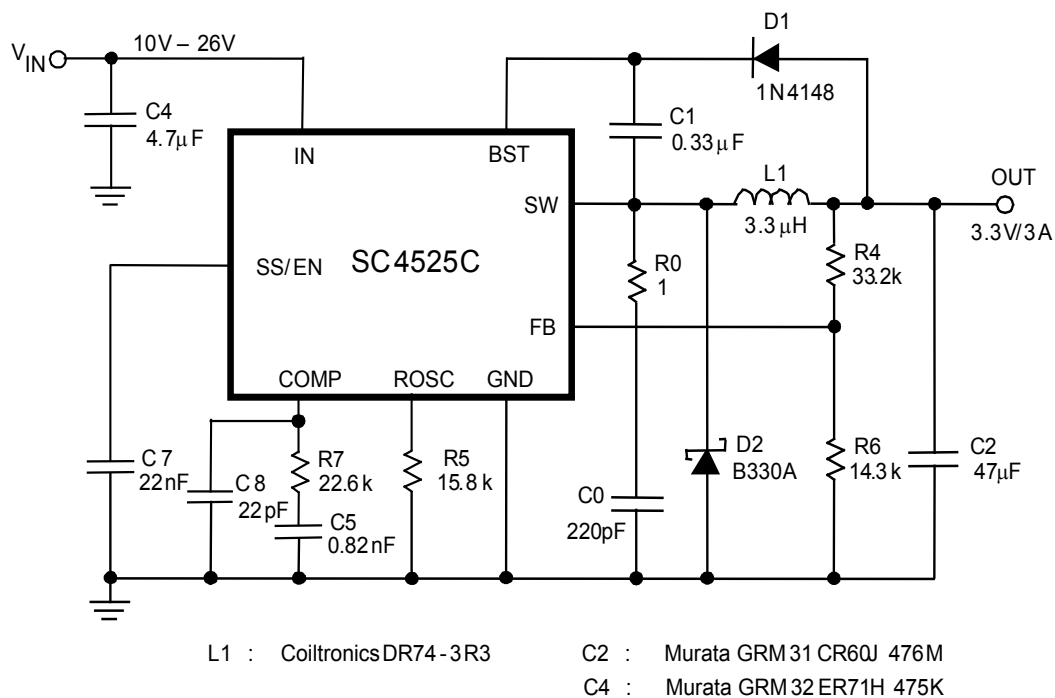 D1
V IN
10V – 26V
1N4148
C4
4.7µF
C1
0.33µF
IN
BST
L1
OUT
SW
3.3µH
3.3V/3A
SS/EN
SC4525C
R0
1
R4
33.2k
FB
COMP
ROSC
GND
D2
B330A
R6
14.3k
C2
47µF
C7
22nF
C8
22pF
R7
22.6k
R5
15.8k
C0
220pF
C5
0.82nF
L1 : Coiltronics DR74-3R3
C2 : Murata GRM31CR60J 476M
C4 : Murata GRM32ER71H 475K